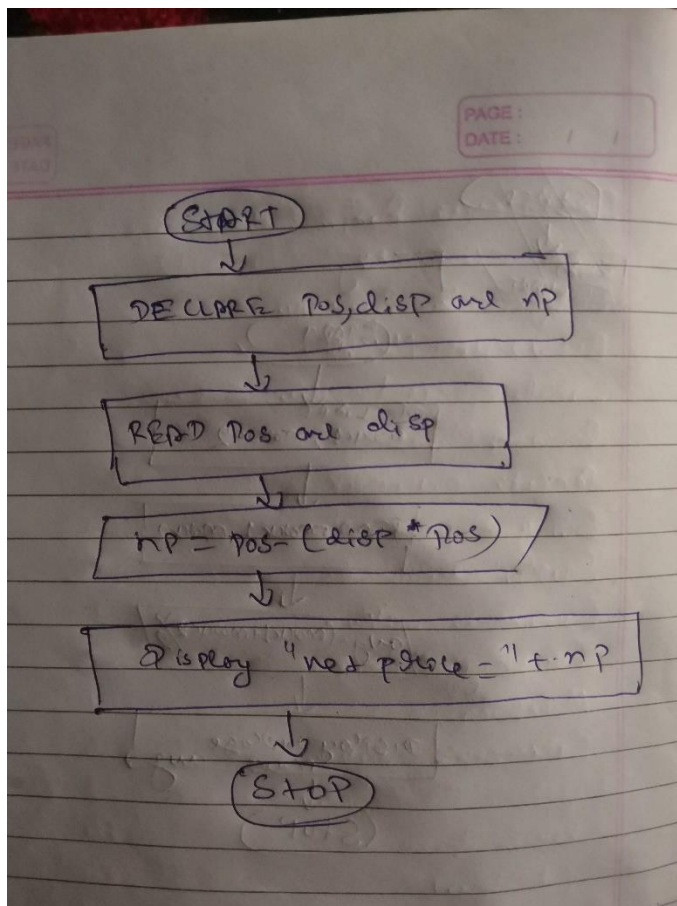 PAGE :
DATE : / /
START
DECLARE Pos, disp and np
READ Pos and disp
np = pos - (disp * Pos)
Display "net price = " + np
STOP